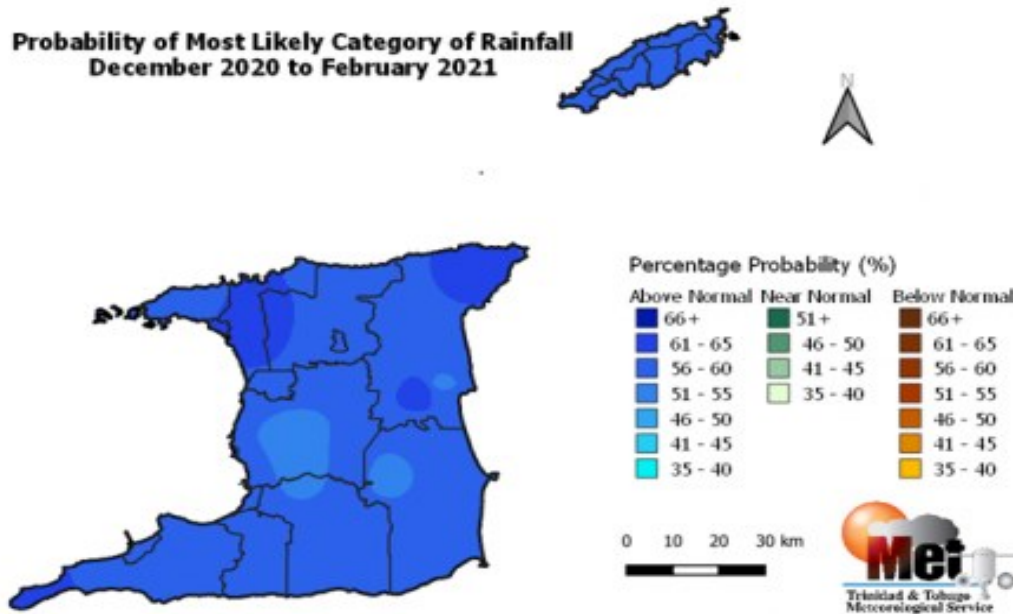 Probability of Most Likely Category of Rainfall
December 2020 to February 2021
N
Percentage Probability (%)
Above Normal Near Normal Below Normal
66+ 51+ 66+
61 - 65 46 - 50 61 - 65
56 - 60 41 - 45 56 - 60
51 - 55 35 - 40 51 - 55
46 - 50 46 - 50
41 - 45 41 - 45
35 - 40 35 - 40
0 10 20 30 km
Met
Trinidad & Tobago
Meteorological Service